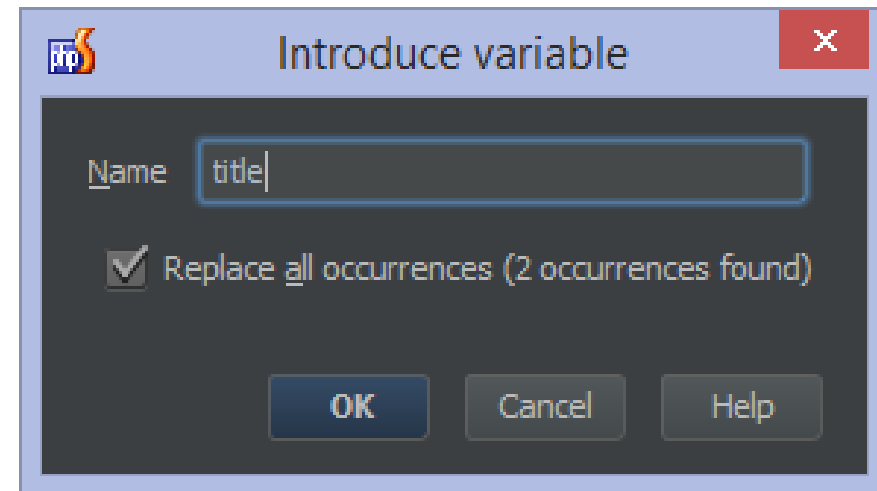 php
Introduce variable
Name title
Replace all occurrences (2 occurrences found)
OK Cancel Help